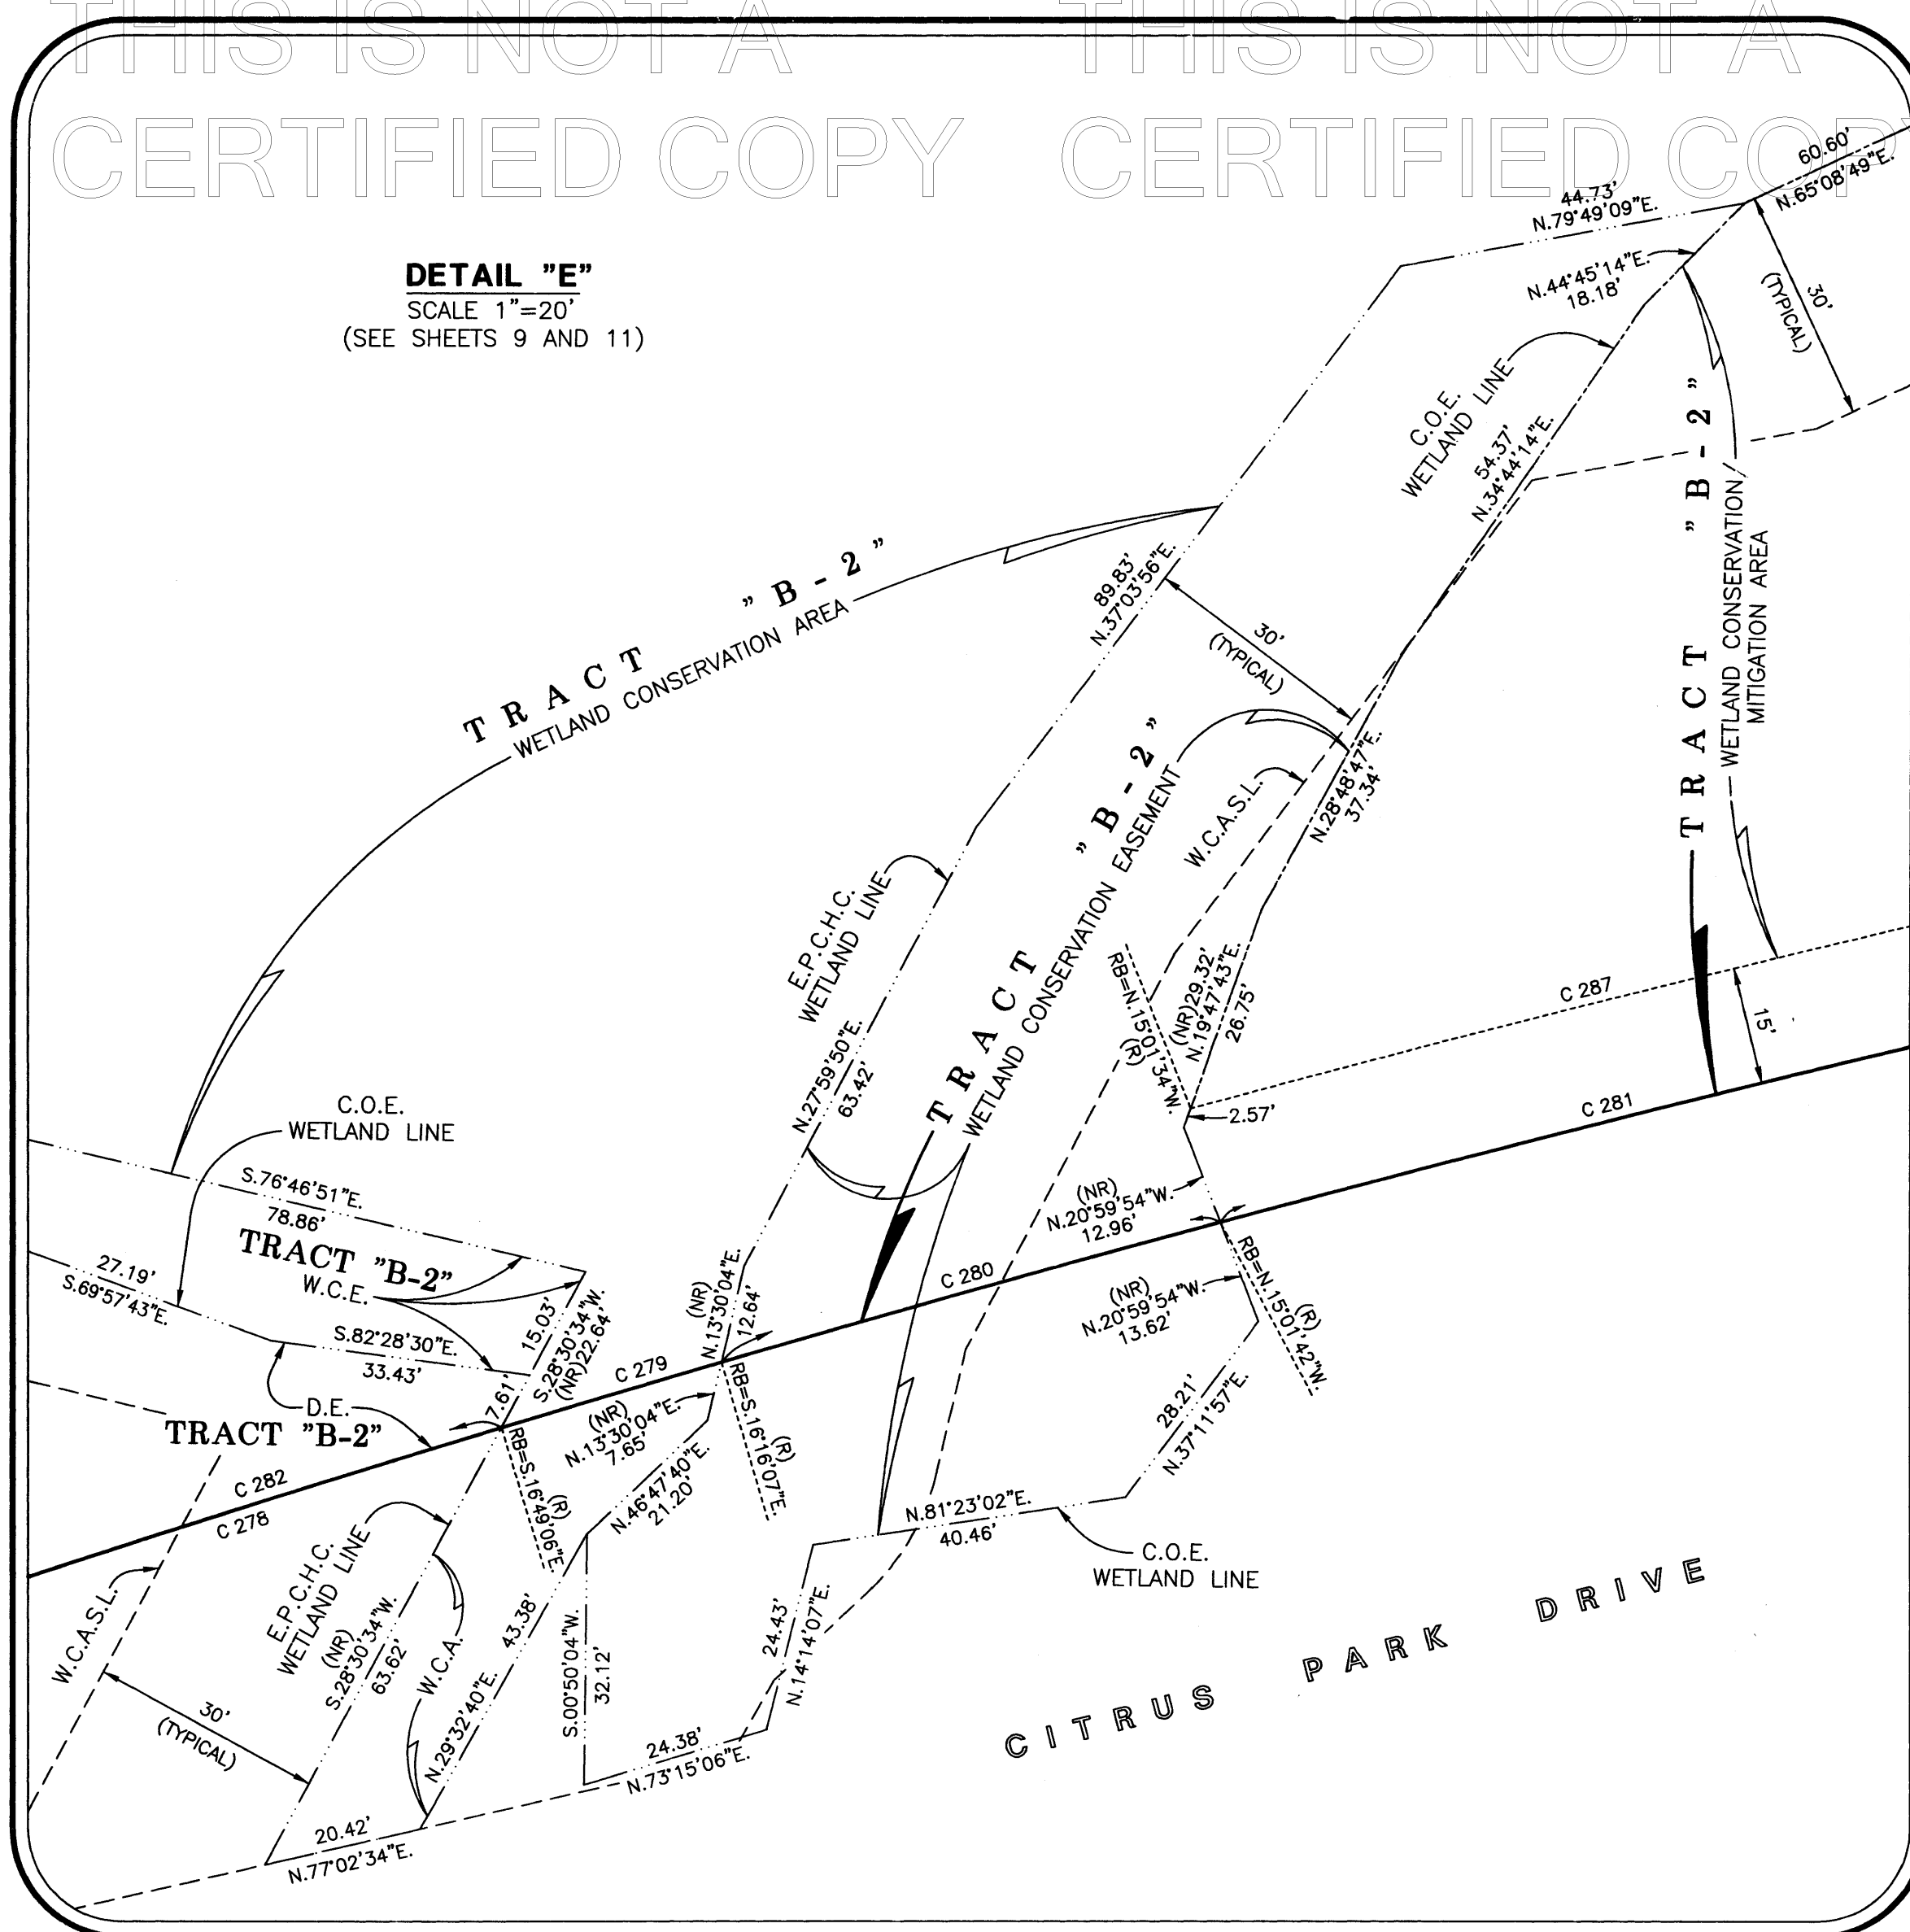 THIS IS NOT A
THIS IS NOT A
CERTIFIED COPY
CERTIFIED COPY
DETAIL "E"
SCALE 1"=20'
(SEE SHEETS 9 AND 11)
60.60'
N.65°08'49"E.
44.73'
N.79°49'09"E.
N.44°45'14"E.
18.18'
30'
(TYPICAL)
C.O.E.
WETLAND LINE
54.37'
N.34°44'14"E.
TRACT "B-2"
WETLAND CONSERVATION/
MITIGATION AREA
TRACT "B-2"
WETLAND CONSERVATION AREA
89.83'
N.37°03'56"E.
30'
(TYPICAL)
TRACT "B-2"
WETLAND CONSERVATION EASEMENT
W.C.A.S.L.
N.28°48'47"E.
37.34'
E.P.C.H.C.
WETLAND LINE
N.27°59'50"E.
63.42'
RB=N.15°01'34"W.
(R)
(NR)29.32'
N.19°47'43"E.
26.75'
C 287
15'
2.57'
C 281
C.O.E.
WETLAND LINE
S.76°46'51"E.
78.86'
TRACT "B-2"
W.C.E.
27.19'
S.69°57'43"E.
S.82°28'30"E.
33.43'
15.03'
S.28°30'34"W.
(NR)22.64'
7.61'
(NR)
N.13°30'04"E.
12.64'
(NR)
N.20°59'54"W.
12.96'
C 280
(NR)
N.20°59'54"W.
13.62'
RB=N.15°01'42"W.
(R)
C 279
D.E.
TRACT "B-2"
C 282
C 278
(NR)
N.13°30'04"E.
7.65'
RB=S.16°16'07"E.
(R)
RB=S.16°49'06"E.
(R)
N.46°47'40"E.
21.20'
28.21'
N.37°11'57"E.
N.81°23'02"E.
40.46'
C.O.E.
WETLAND LINE
W.C.A.S.L.
E.P.C.H.C.
WETLAND LINE
(NR)
S.28°30'34"W.
63.62'
W.C.A.
43.38'
N.29°32'40"E.
S.00°50'04"W.
32.12'
24.43'
N.14°14'07"E.
30'
(TYPICAL)
24.38'
N.73°15'06"E.
20.42'
N.77°02'34"E.
CITRUS PARK DRIVE